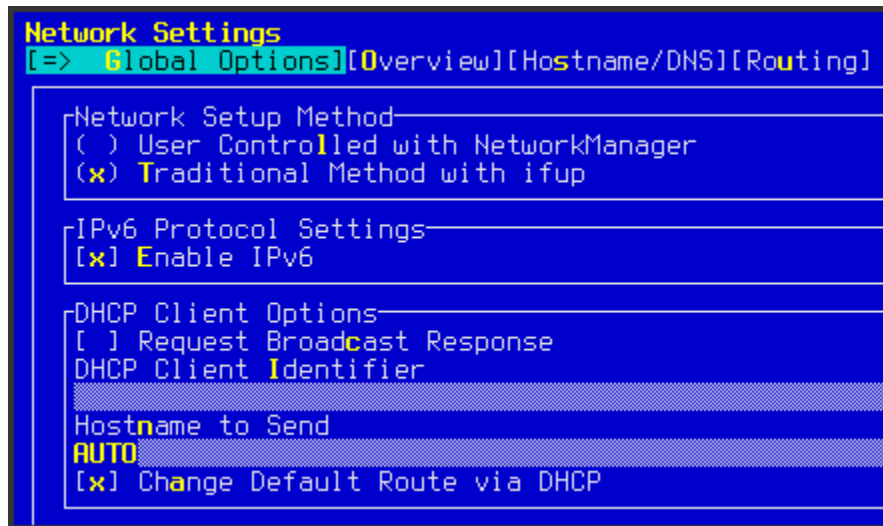 Network Settings
[=>  Global Options][Overview][Hostname/DNS][Routing]
Network Setup Method
( ) User Controlled with NetworkManager
(x) Traditional Method with ifup
IPv6 Protocol Settings
[x] Enable IPv6
DHCP Client Options
[ ] Request Broadcast Response
DHCP Client Identifier
Hostname to Send
AUTO
[x] Change Default Route via DHCP